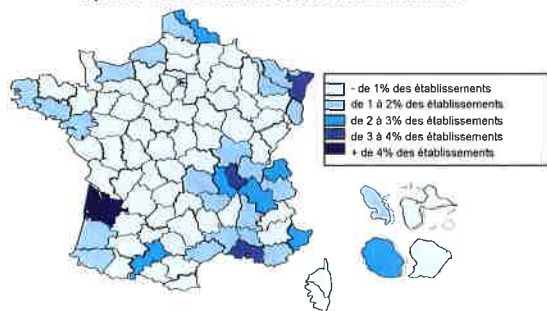 - de 1% des établissements
de 1 à 2% des établissements
de 2 à 3% des établissements
de 3 à 4% des établissements
+ de 4% des établissements